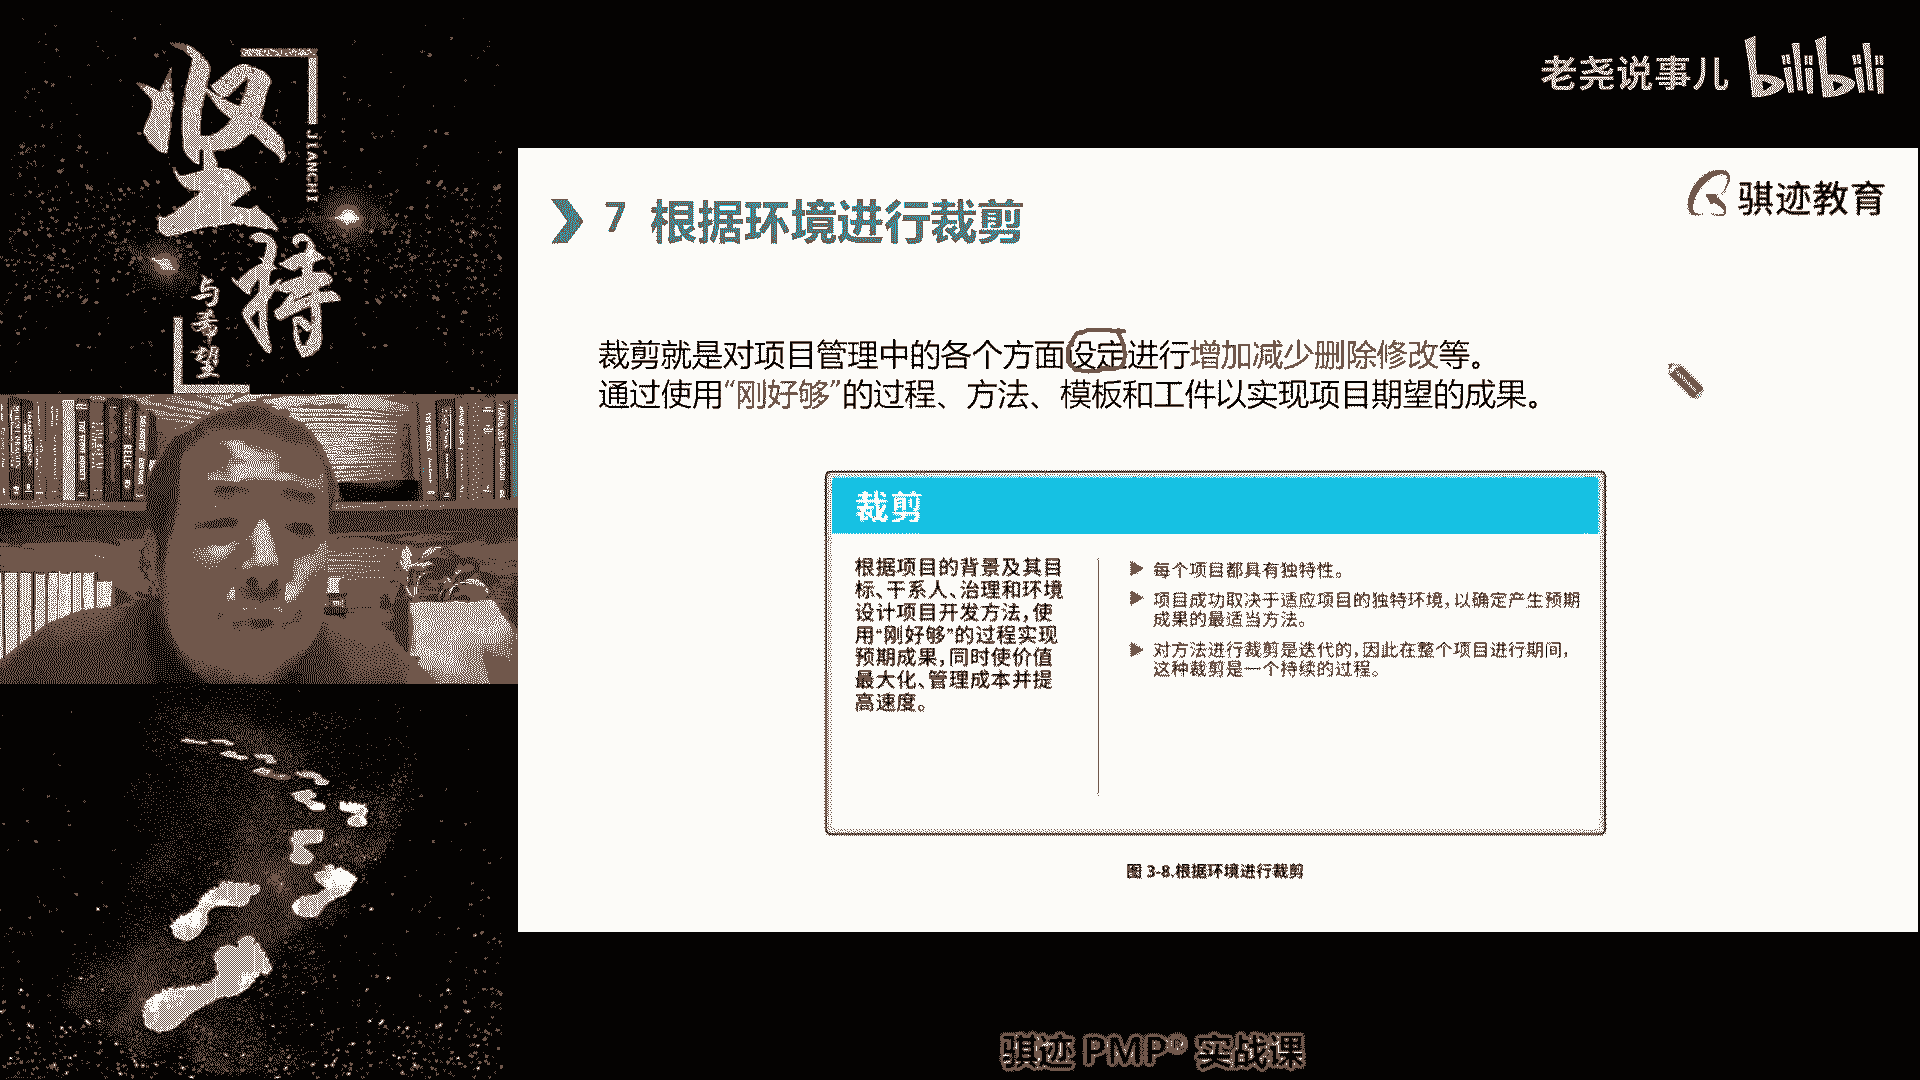 坚持
JIANCHI
与希望
老尧说事儿 bilibili
骐迹教育
7 根据环境进行裁剪
裁剪就是对项目管理中的各个方面设定进行增加减少删除修改等。
通过使用“刚好够”的过程、方法、模板和工件以实现项目期望的成果。
裁剪
根据项目的背景及其目
标、干系人、治理和环境
设计项目开发方法,使
用“刚好够”的过程实现
预期成果,同时使价值
最大化、管理成本并提
高速度。
每个项目都具有独特性。
项目成功取决于适应项目的独特环境,以确定产生预期
成果的最适当方法。
对方法进行裁剪是迭代的,因此在整个项目进行期间,
这种裁剪是一个持续的过程。
图 3-8.根据环境进行裁剪
骐迹 PMP® 实战课